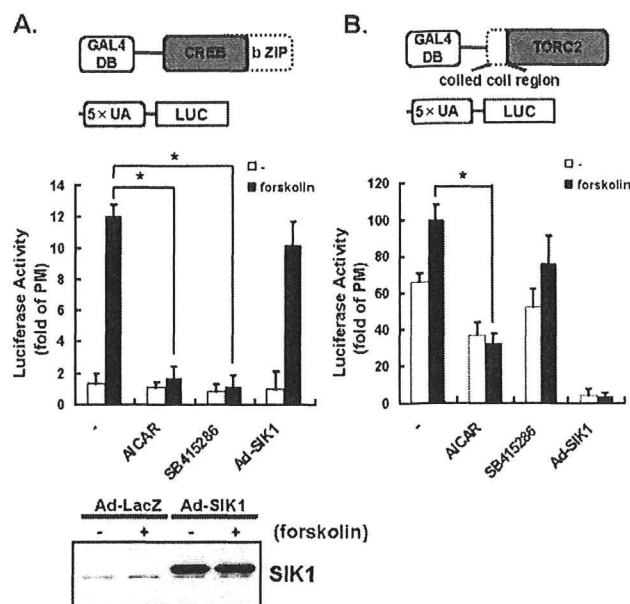 A.
GAL4
DB
CREB
b ZIP
5×UA
LUC
*
*
-
forskolin
Luciferase Activity
(fold of PM)
14
12
10
8
6
4
2
0
-
AICAR
SB415286
Ad-SIK1
Ad-LacZ
Ad-SIK1
- + - + (forskolin)
SIK1
B.
GAL4
DB
TORC2
coiled coil region
5×UA
LUC
*
-
forskolin
Luciferase Activity
(fold of PM)
120
100
80
60
40
20
0
-
AICAR
SB415286
Ad-SIK1